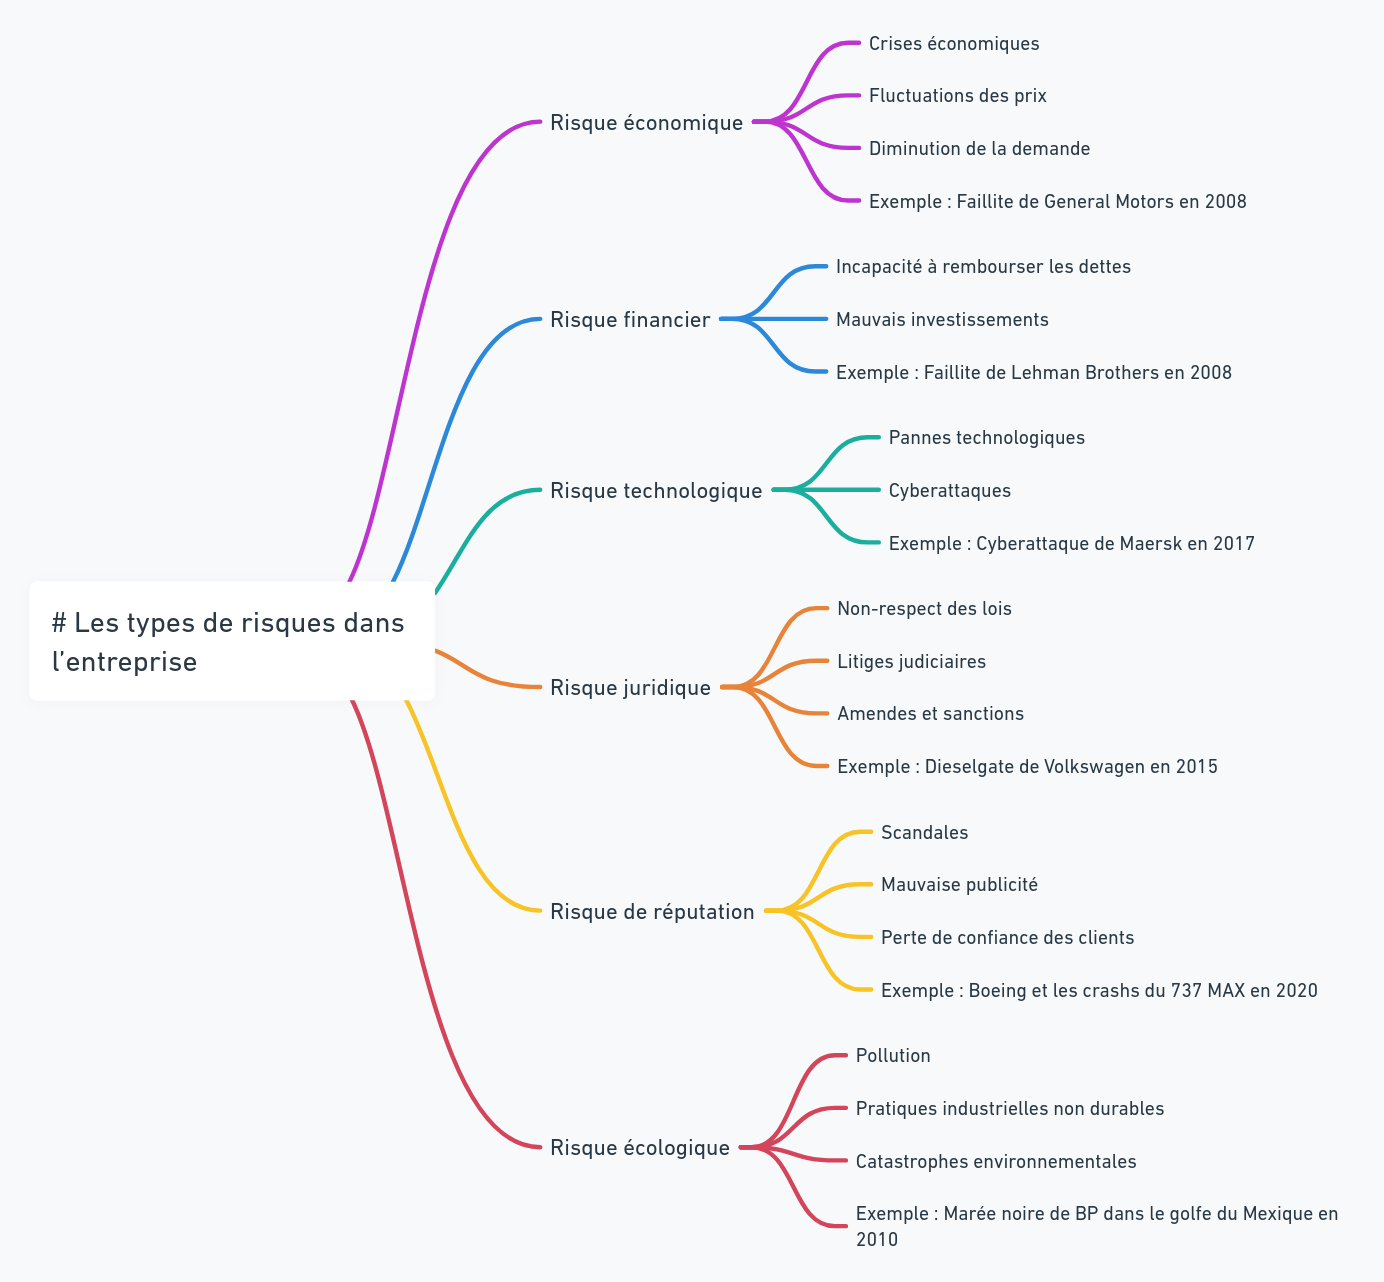 # Les types de risques dans
l’entreprise
Risque économique
Crises économiques
Fluctuations des prix
Diminution de la demande
Exemple : Faillite de General Motors en 2008
Risque financier
Incapacité à rembourser les dettes
Mauvais investissements
Exemple : Faillite de Lehman Brothers en 2008
Risque technologique
Pannes technologiques
Cyberattaques
Exemple : Cyberattaque de Maersk en 2017
Risque juridique
Non-respect des lois
Litiges judiciaires
Amendes et sanctions
Exemple : Dieselgate de Volkswagen en 2015
Risque de réputation
Scandales
Mauvaise publicité
Perte de confiance des clients
Exemple : Boeing et les crashs du 737 MAX en 2020
Risque écologique
Pollution
Pratiques industrielles non durables
Catastrophes environnementales
Exemple : Marée noire de BP dans le golfe du Mexique en
2010